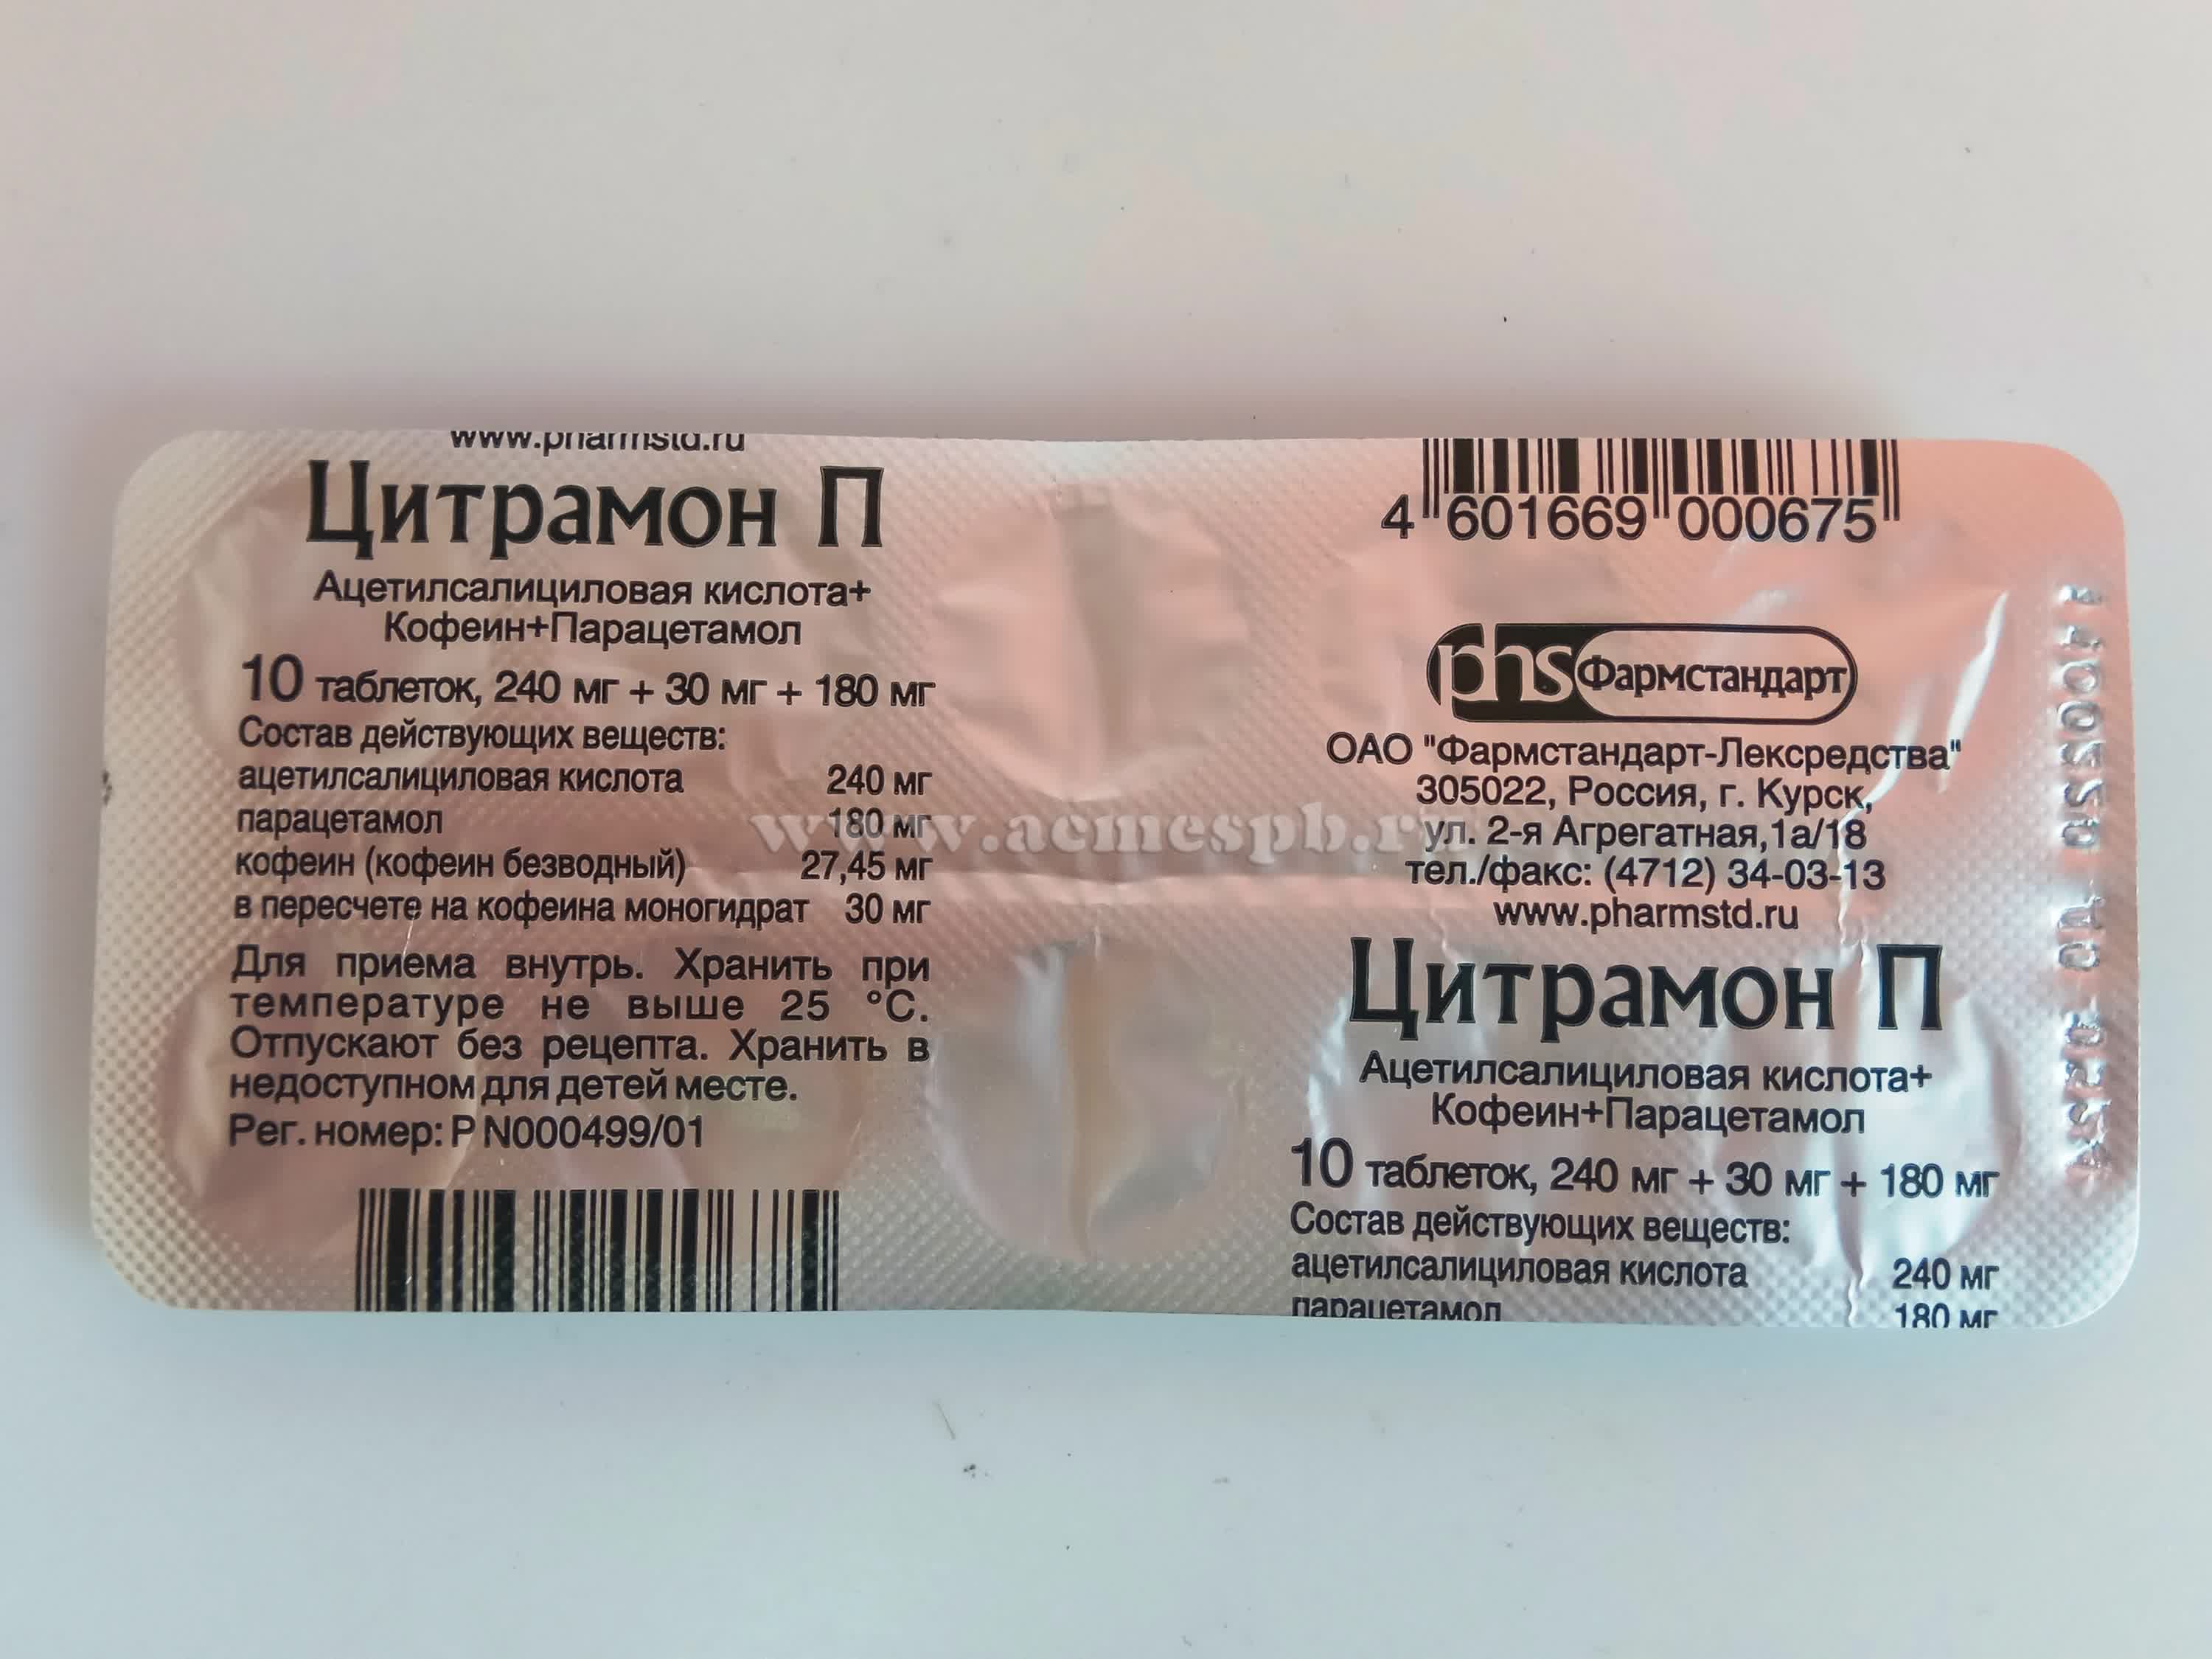 www.pharmstd.ru
Цитрамон П
Ацетилсалициловая кислота+
Кофеин+Парацетамол
10 таблеток, 240 мг + 30 мг + 180 мг
Состав действующих веществ:
ацетилсалициловая кислота 240 мг
парацетамол 180 мг
кофеин (кофеин безводный) 27,45 мг
в пересчете на кофеина моногидрат 30 мг
Для приема внутрь. Хранить при
температуре не выше 25 °С.
Отпускают без рецепта. Хранить в
недоступном для детей месте.
Рег. номер: Р N000499/01
4 601669 000675
phs Фармстандарт
ОАО "Фармстандарт-Лексредства"
305022, Россия, г. Курск,
ул. 2-я Агрегатная,1а/18
тел./факс: (4712) 34-03-13
www.pharmstd.ru
Цитрамон П
Ацетилсалициловая кислота+
Кофеин+Парацетамол
10 таблеток, 240 мг + 30 мг + 180 мг
Состав действующих веществ:
ацетилсалициловая кислота 240 мг
парацетамол 180 мг
www.acmespb.ru